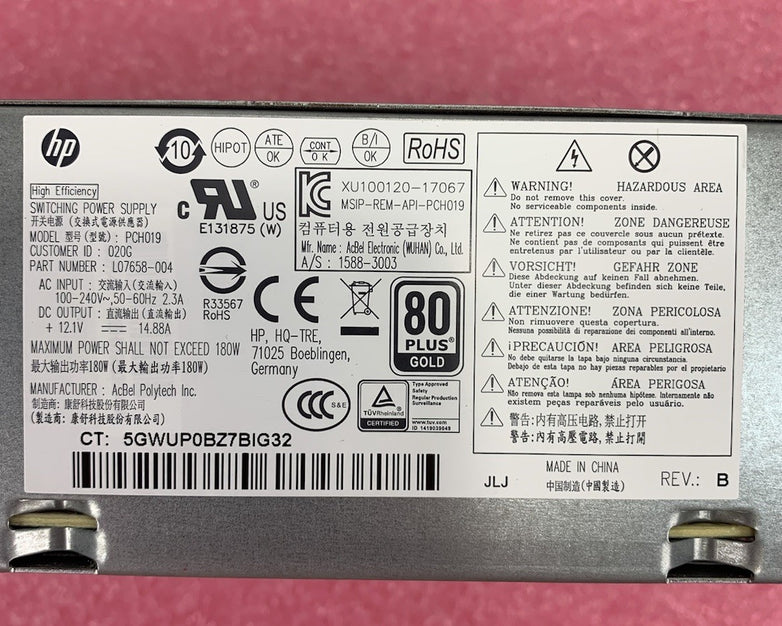 hp
10
HIPOT
ATE
OK
CONT
OK
B/I
OK
RoHS
High Efficiency
SWITCHING POWER SUPPLY
开关电源 (交換式電源供應器)
MODEL 型号(型號): PCH019
CUSTOMER ID : 020G
PART NUMBER : L07658-004
AC INPUT : 交流输入(交流輸入)
100-240V~,50-60Hz 2.3A
DC OUTPUT : 直流输出(直流輸出)
+ 12.1V 14.88A
MAXIMUM POWER SHALL NOT EXCEED 180W
最大输出功率180W (最大輸出功率180W)
MANUFACTURER : AcBel Polytech Inc.
制造商: 康舒科技股份有限公司
(製造商: 康舒科技股份有限公司)
CT: 5GWUP0BZ7BIG32
c RU ® US
E131875 (W)
KC
XU100120-17067
MSIP-REM-API-PCH019
컴퓨터용 전원공급장치
Mfr. Name: AcBel Electronic (WUHAN) Co., Ltd.
A/S : 1588-3003
R33567
RoHS
CE
HP, HQ-TRE,
71025 Boeblingen,
Germany
80
PLUS®
GOLD
CCC S&E
TÜVRheinland
CERTIFIED
Type Approved
Safety
Regular Production
Surveillance
www.tuv.com
ID 1419039049
WARNING! HAZARDOUS AREA
Do not remove this cover.
No serviceable components inside.
ATTENTION! ZONE DANGEREUSE
Ne retirez pas ce couvercle sous aucun prétexte.
Ne contient pas de composants qui puissent être
entretenus par l'utilisateur ou par la clientèle.
VORSICHT! GEFAHR ZONE
Diese Abdeckung auf keinen Fall abnehmen.
Unter dieser Abdeckung befinden sich keine Teile,
die einer Wartung bedürfen.
ATTENZIONE! ZONA PERICOLOSA
Non rimuovere questa copertura.
Nessuna possibilità di riparazione dei componenti all'interno.
¡PRECAUCIÓN! AREA PELIGROSA
No debe quitarse la tapa bajo ninguna circunstancia.
Debajo de esta tapa no hay piezas reparables por el propietario
ATENÇÃO! ÁREA PERIGOSA
Não remova esta tampa sob nenhuma hipótese. Internamente não
existem peças reparáveis pelo usuário.
警告:内有高压电路, 禁止打开
警告:內有高壓電路, 禁止打開
JLJ
MADE IN CHINA
中国制造(中國製造)
REV.: B